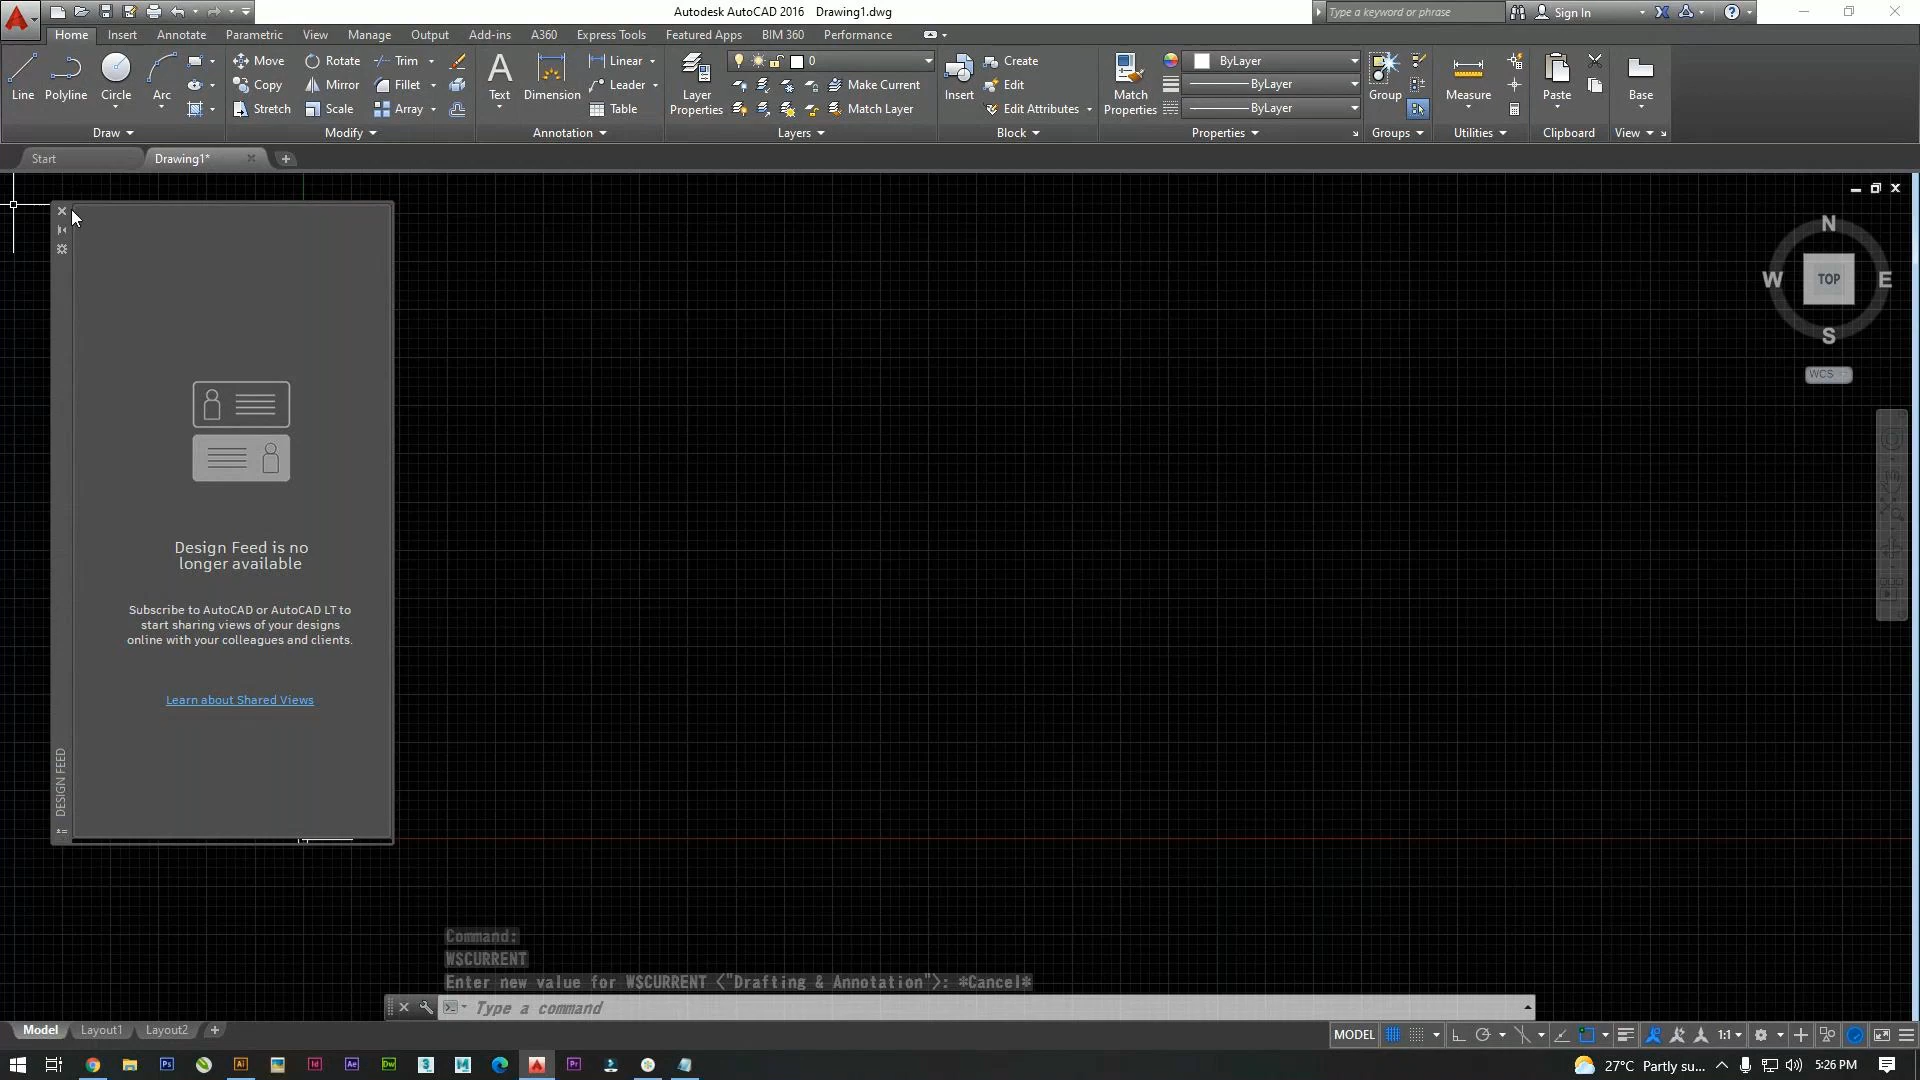 Autodesk AutoCAD 2016 Drawing1.dwg
Type a keyword or phrase
Sign In
Home Insert Annotate Parametric View Manage Output Add-ins A360 Express Tools Featured Apps BIM 360 Performance
Line Polyline Circle Arc
Move Rotate Trim
Copy Mirror Fillet
Stretch Scale Array
Text Dimension
Linear
Leader
Table
Layer Properties
0
Make Current
Match Layer
Insert
Create
Edit
Edit Attributes
Match Properties
ByLayer
ByLayer
ByLayer
Group Measure Paste Base
Draw Modify Annotation Layers Block Properties Groups Utilities Clipboard View
Start Drawing1*
N
W TOP E
S
WCS
Design Feed is no
longer available
Subscribe to AutoCAD or AutoCAD LT to
start sharing views of your designs
online with your colleagues and clients.
Learn about Shared Views
DESIGN FEED
Command:
WSCURRENT
Enter new value for WSCURRENT <"Drafting & Annotation">: *Cancel*
Type a command
Model Layout1 Layout2
MODEL 1:1
Ps Ai Id Ae Dw 3 M Pr
27°C Partly su... 5:26 PM